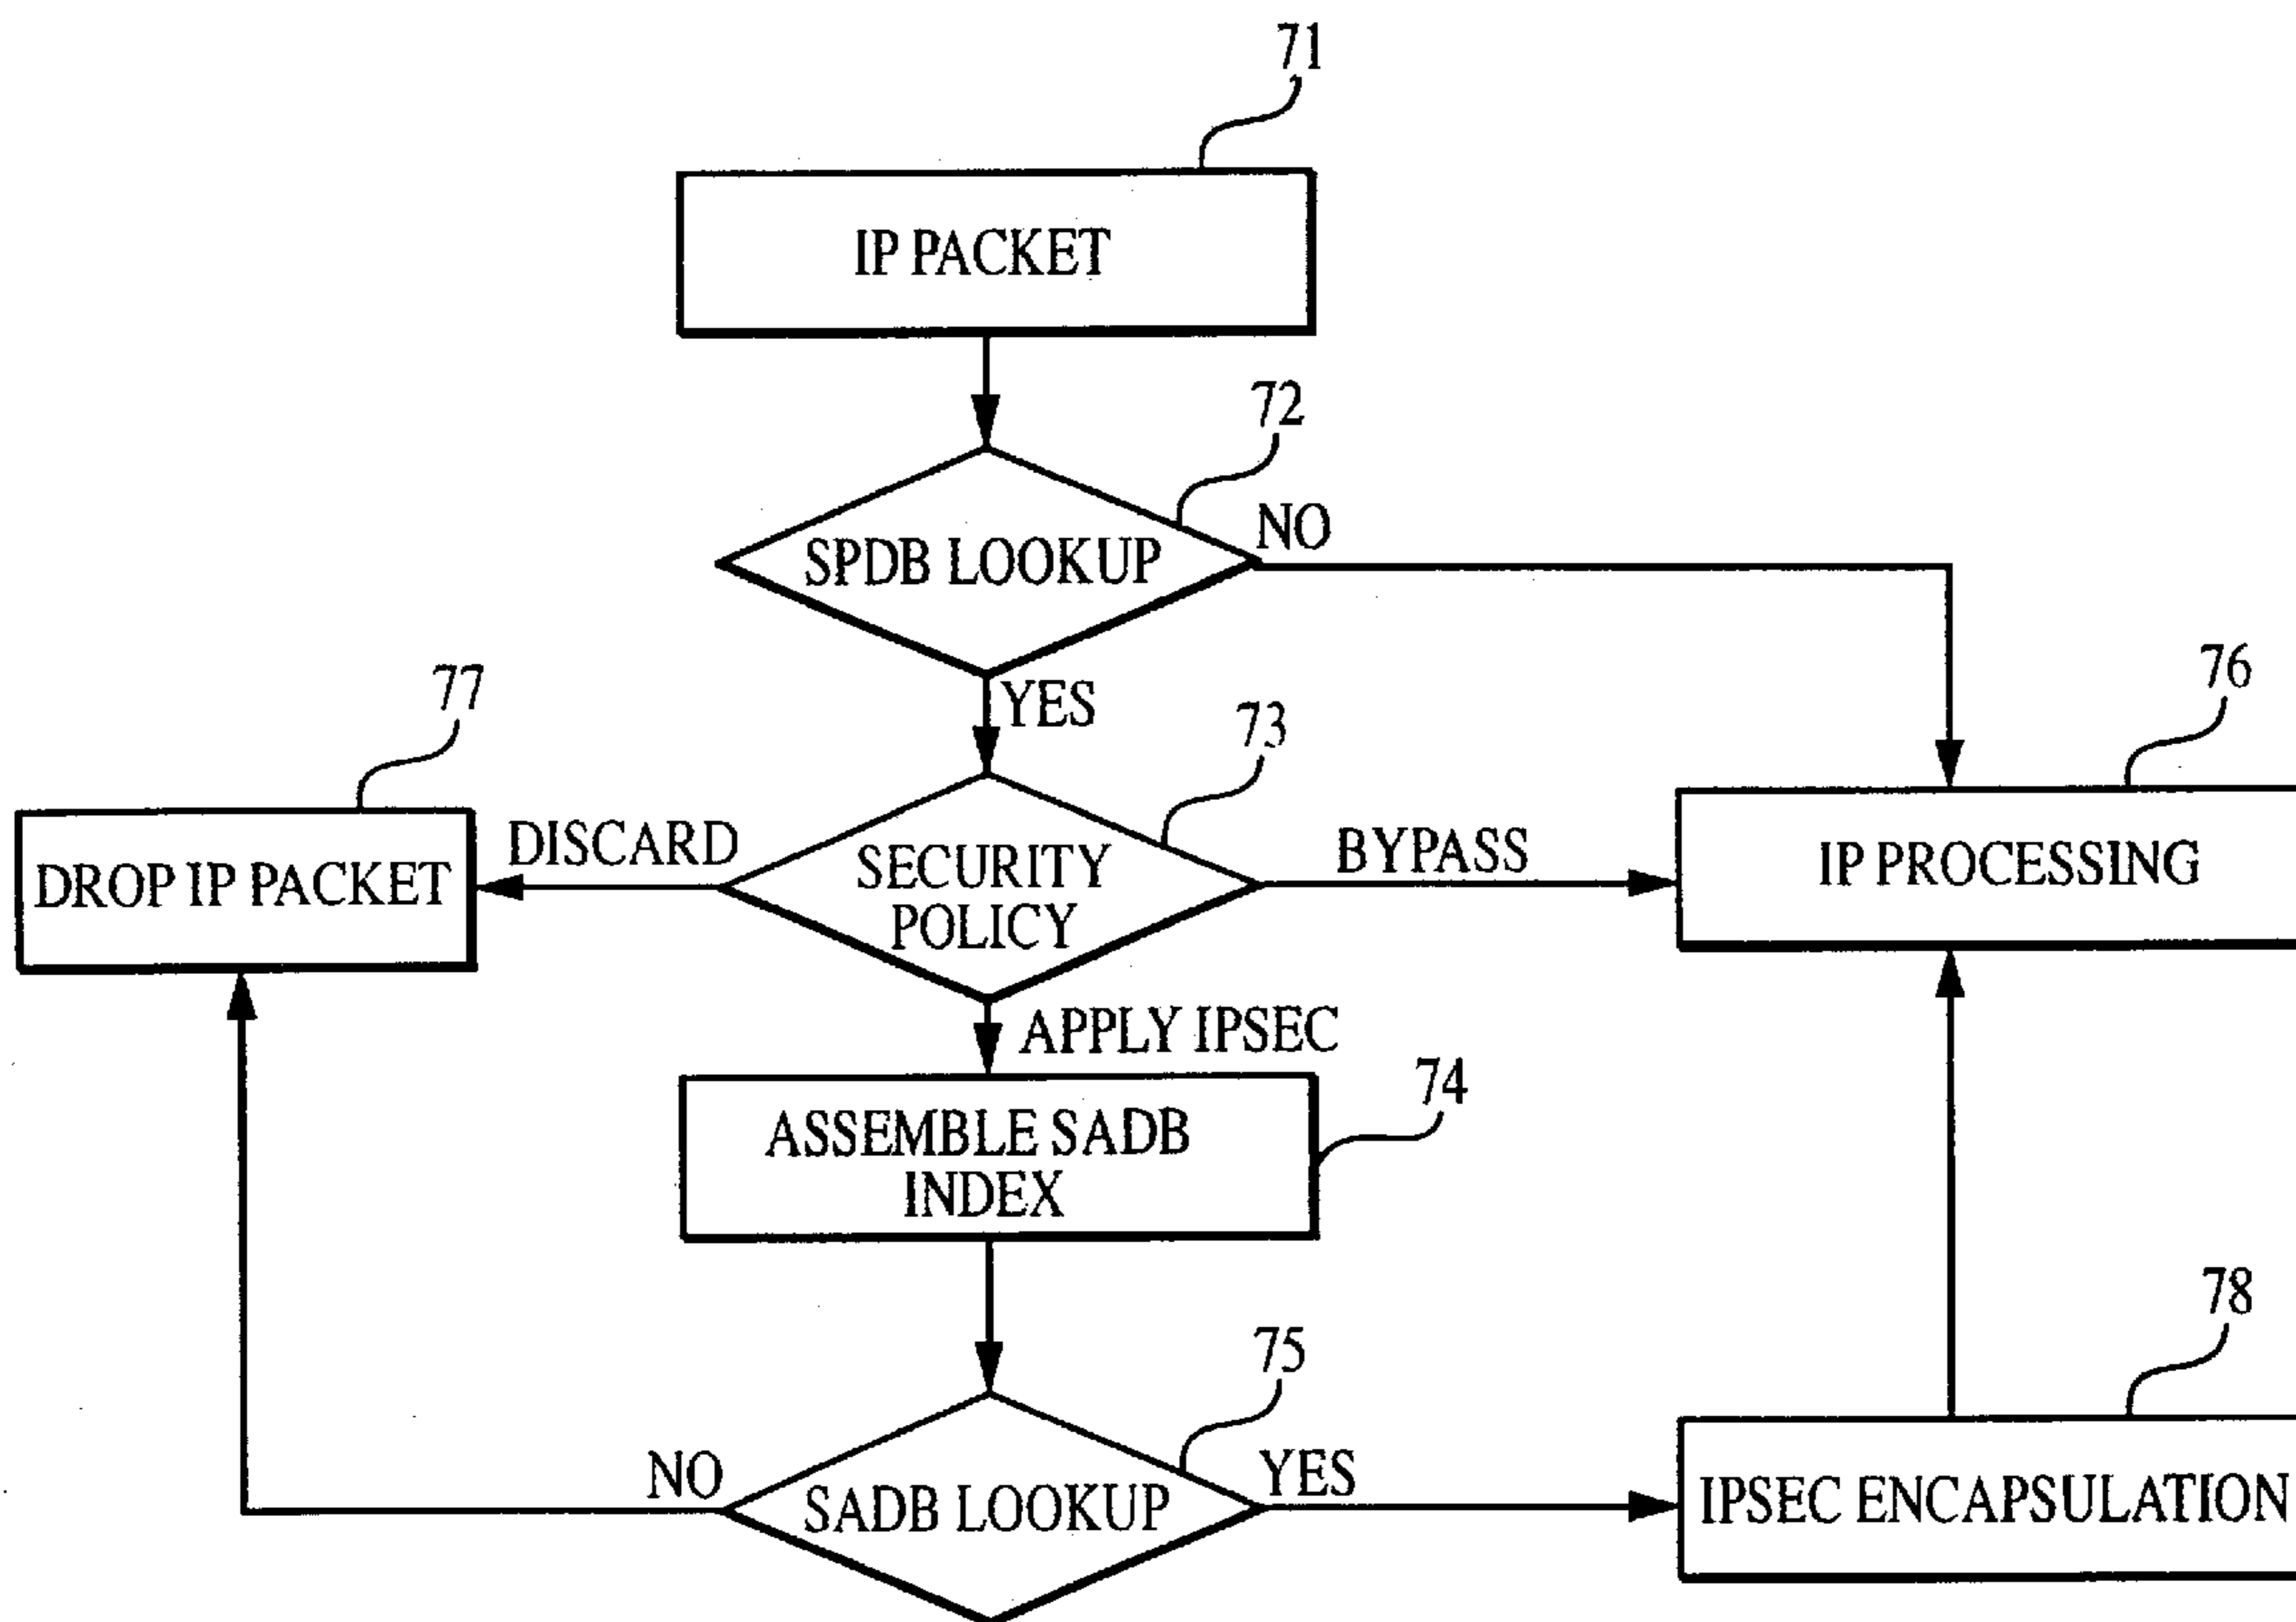 71
IP PACKET
72
SPDB LOOKUP
NO
YES
77
73
76
DROP IP PACKET
DISCARD
SECURITY
POLICY
BYPASS
IP PROCESSING
APPLY IPSEC
74
ASSEMBLE SADB
INDEX
75
78
NO
SADB LOOKUP
YES
IPSEC ENCAPSULATION